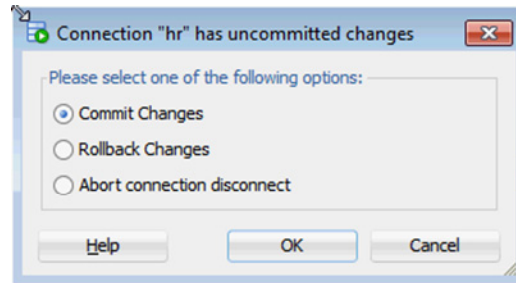 Connection "hr" has uncommitted changes
Please select one of the following options:
Commit Changes
Rollback Changes
Abort connection disconnect
Help OK Cancel